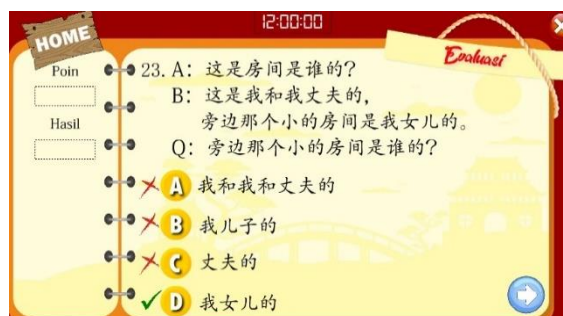 12:00:00
HOME
Evaluasi
Poin
Hasil
23. A: 这是房间是谁的?
B: 这是我和我丈夫的,
旁边那个小的房间是我女儿的。
Q: 旁边那个小的房间是谁的?
A 我和我和丈夫的
B 我儿子的
C 丈夫的
D 我女儿的